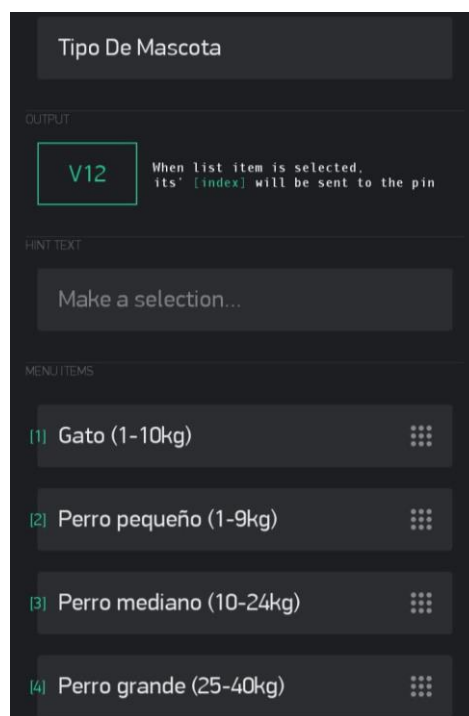 Tipo De Mascota
OUTPUT
V12
When list item is selected,
its' [index] will be sent to the pin
HINT TEXT
Make a selection...
MENU ITEMS
[1] Gato (1-10kg)
[2] Perro pequeño (1-9kg)
[3] Perro mediano (10-24kg)
[4] Perro grande (25-40kg)